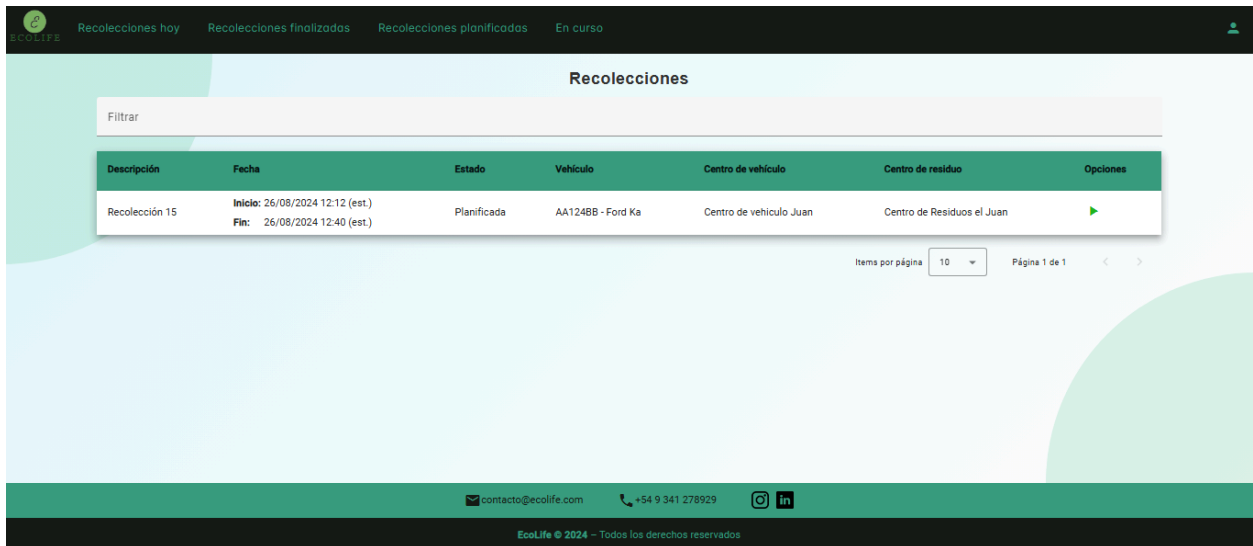 ECOLIFE
Recolecciones hoy Recolecciones finalizadas Recolecciones planificadas En curso
Recolecciones
Filtrar
Descripción Fecha Estado Vehículo Centro de vehículo Centro de residuo Opciones
Recolección 15 Inicio: 26/08/2024 12:12 (est.) Planificada AA124BB - Ford Ka Centro de vehiculo Juan Centro de Residuos el Juan
Fin: 26/08/2024 12:40 (est.)
Items por página 10 Página 1 de 1
contacto@ecolife.com +54 9 341 278929 in
EcoLife © 2024 – Todos los derechos reservados